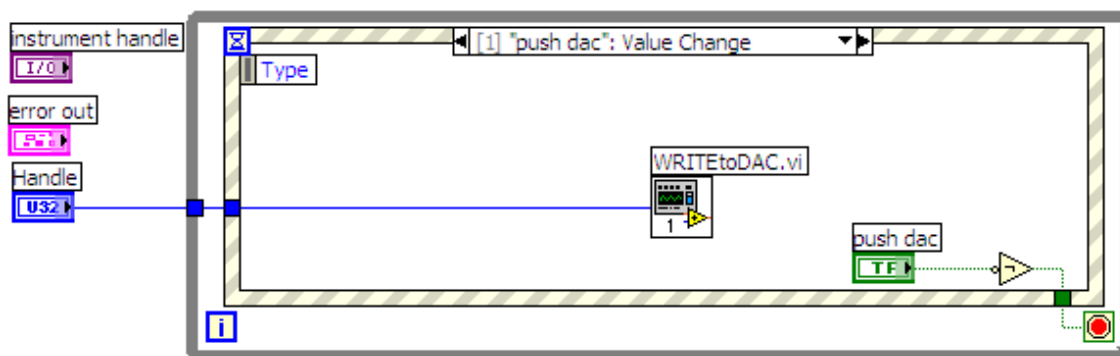 instrument handle
I/O
[1] "push dac": Value Change
Type
error out
Handle
U32
WRITEtoDAC.vi
1
push dac
TF
i